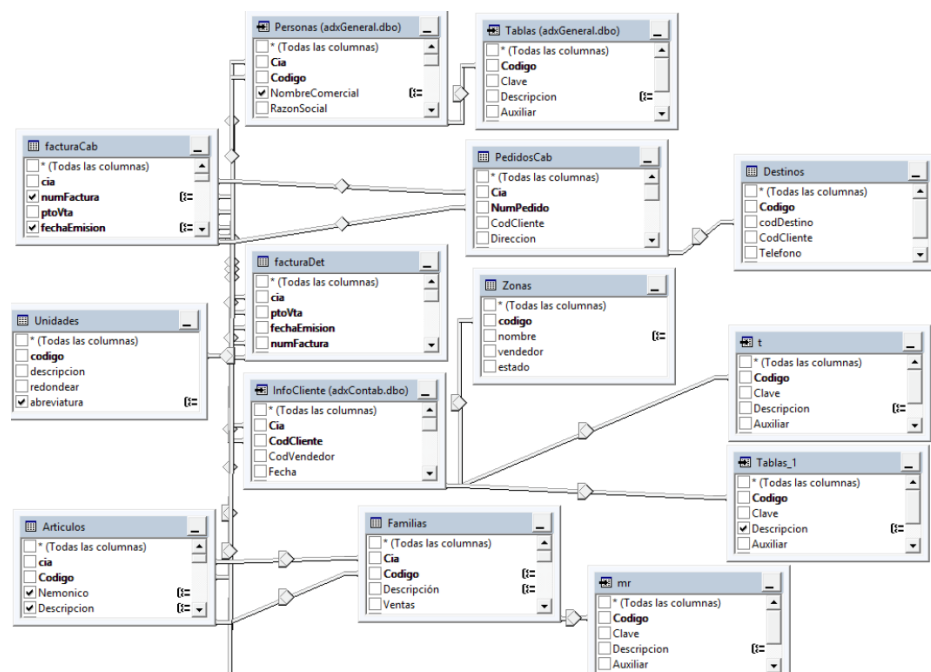 Personas (adxGeneral.dbo)
* (Todas las columnas)
Cia
Codigo
NombreComercial
RazonSocial
Tablas (adxGeneral.dbo)
* (Todas las columnas)
Codigo
Clave
Descripcion
Auxiliar
facturaCab
* (Todas las columnas)
cia
numFactura
ptoVta
fechaEmision
PedidosCab
* (Todas las columnas)
Cia
NumPedido
CodCliente
Direccion
Destinos
* (Todas las columnas)
Codigo
codDestino
CodCliente
Telefono
facturaDet
* (Todas las columnas)
cia
ptoVta
fechaEmision
numFactura
Zonas
* (Todas las columnas)
codigo
nombre
vendedor
estado
Unidades
* (Todas las columnas)
codigo
descripcion
redondear
abreviatura
t
* (Todas las columnas)
Codigo
Clave
Descripcion
Auxiliar
InfoCliente (adxContab.dbo)
* (Todas las columnas)
Cia
CodCliente
CodVendedor
Fecha
Tablas_1
* (Todas las columnas)
Codigo
Clave
Descripcion
Auxiliar
Articulos
* (Todas las columnas)
cia
Codigo
Nemonico
Descripcion
Familias
* (Todas las columnas)
Cia
Codigo
Descripción
Ventas
mr
* (Todas las columnas)
Codigo
Clave
Descripcion
Auxiliar